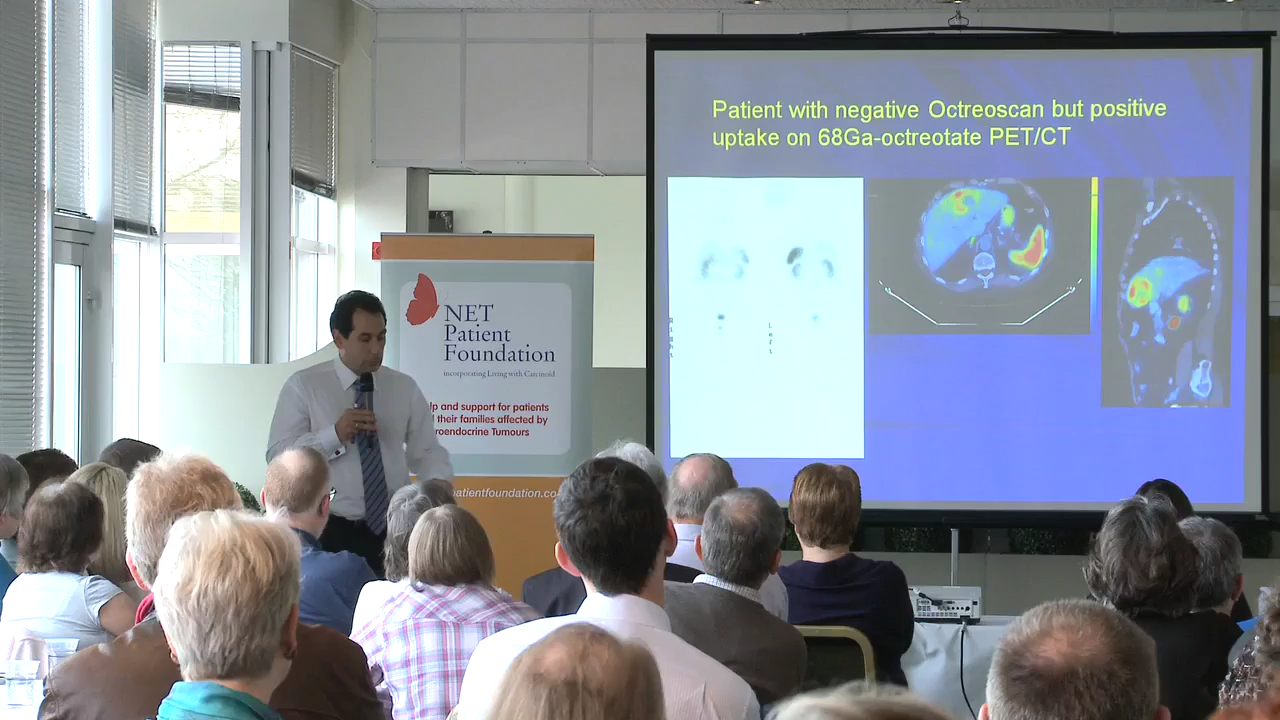 Patient with negative Octreoscan but positive
uptake on 68Ga-octreotate PET/CT
NET
Patient
Foundation
incorporating Living with Carcinoid
lp and support for patients
their families affected by
roendocrine Tumours
patientfoundation.co